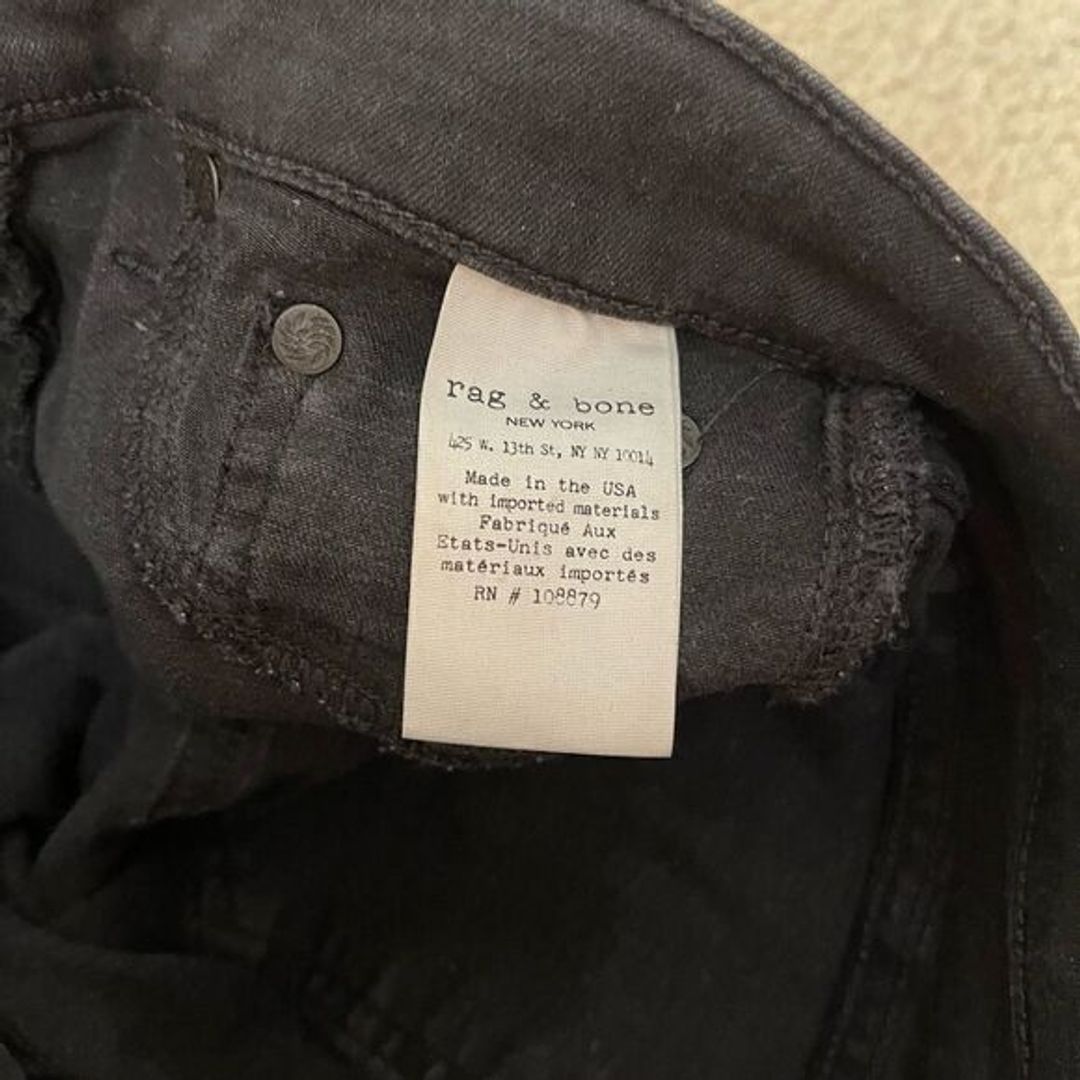 rag & bone
NEW YORK
425 W. 13th St, NY NY 10014
Made in the USA
with imported materials
Fabriqué Aux
Etats-Unis avec des
matériaux importés
RN # 108879